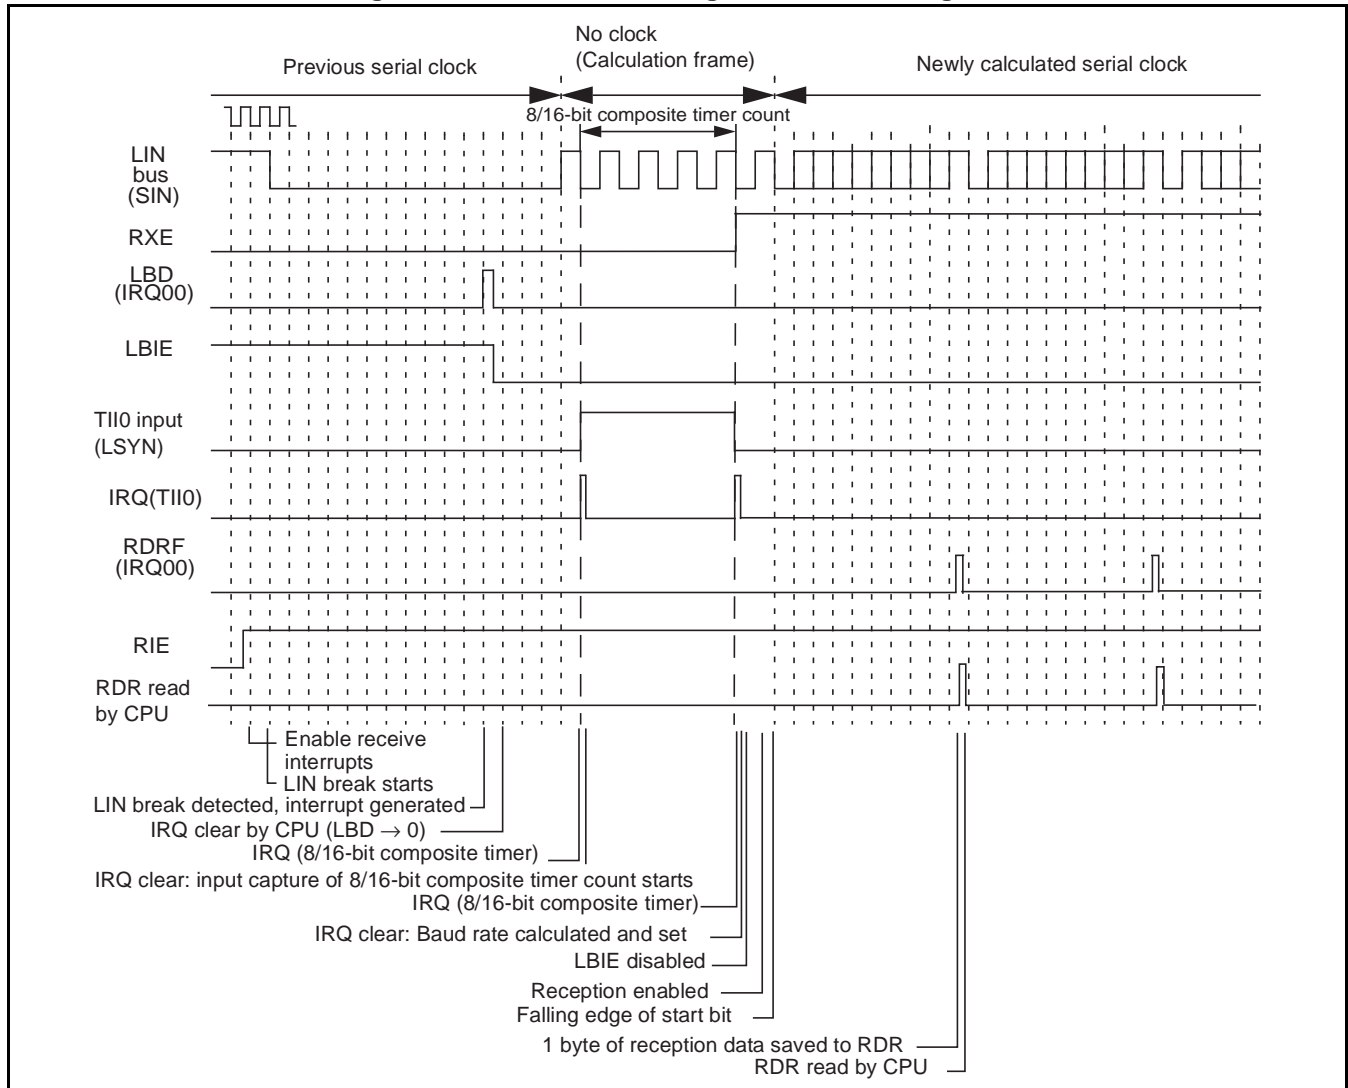 No clock
(Calculation frame)
Previous serial clock
Newly calculated serial clock
8/16-bit composite timer count
LIN
bus
(SIN)
RXE
LBD
(IRQ00)
LBIE
TII0 input
(LSYN)
IRQ(TII0)
RDRF
(IRQ00)
RIE
RDR read
by CPU
Enable receive
interrupts
LIN break starts
LIN break detected, interrupt generated
IRQ clear by CPU (LBD → 0)
IRQ (8/16-bit composite timer)
IRQ clear: input capture of 8/16-bit composite timer count starts
IRQ (8/16-bit composite timer)
IRQ clear: Baud rate calculated and set
LBIE disabled
Reception enabled
Falling edge of start bit
1 byte of reception data saved to RDR
RDR read by CPU